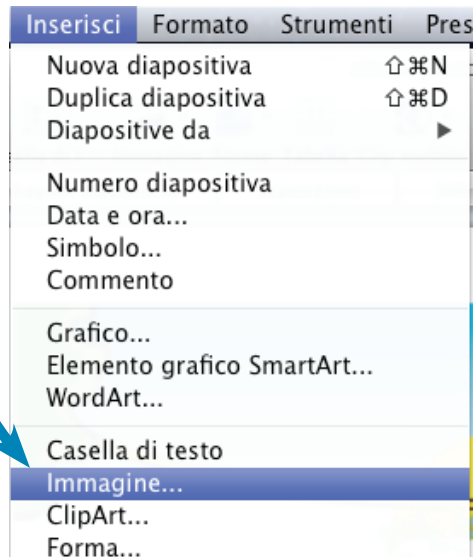 Inserisci Formato Strumenti Pres
Nuova diapositiva ⇧⌘N
Duplica diapositiva ⇧⌘D
Diapositive da ▶
Numero diapositiva
Data e ora...
Simbolo...
Commento
Grafico...
Elemento grafico SmartArt...
WordArt...
Casella di testo
Immagine...
ClipArt...
Forma...